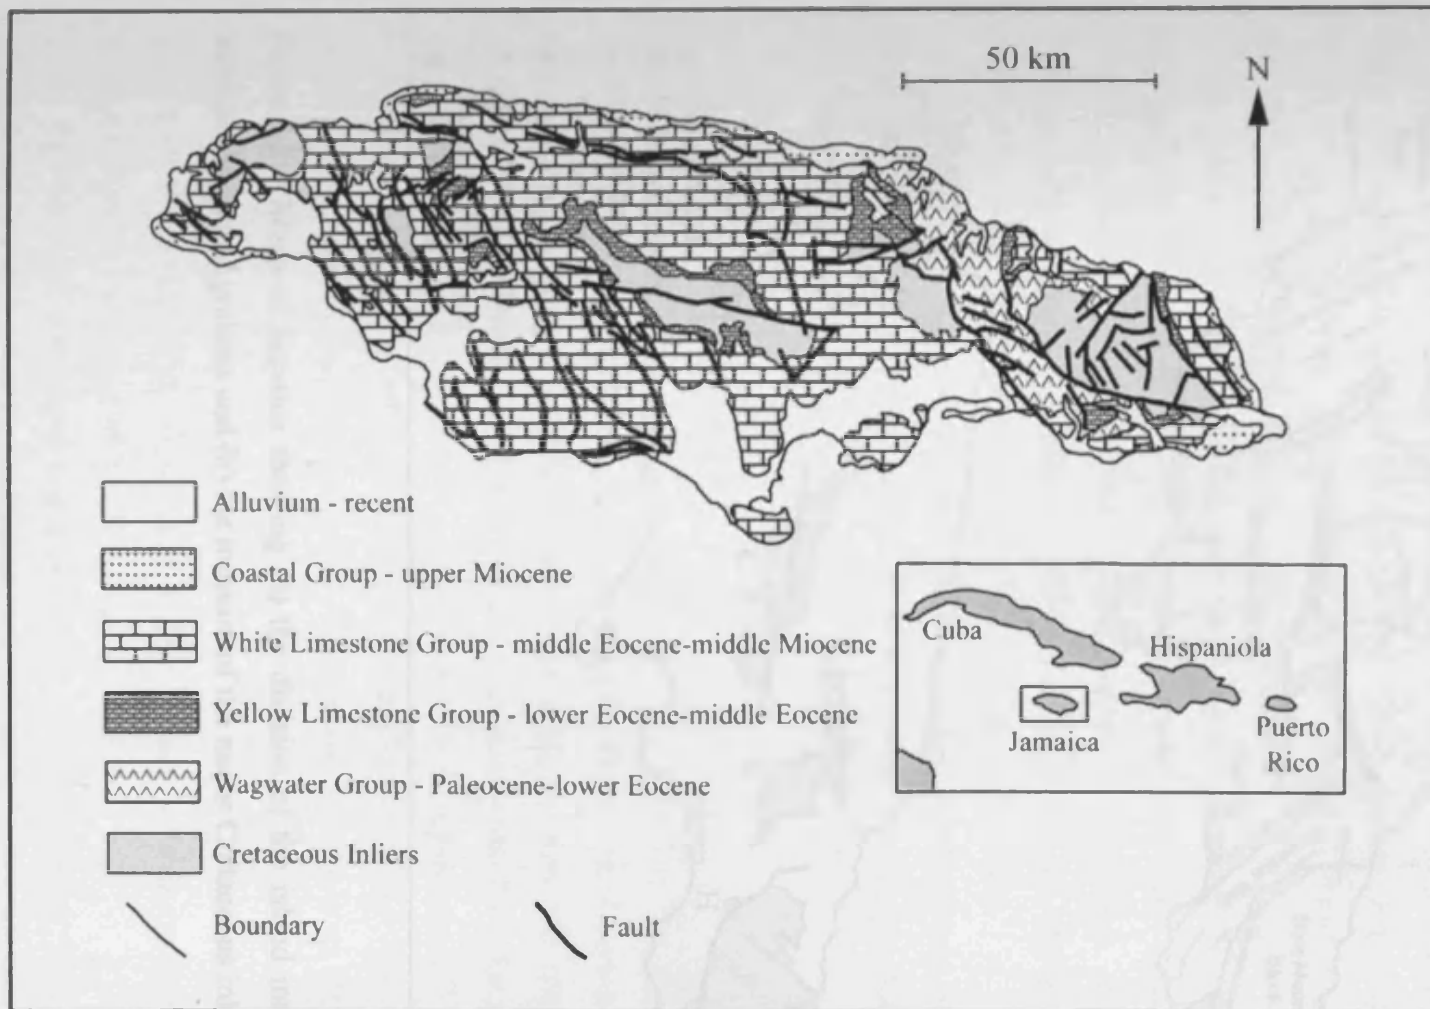 50 km
N
Alluvium - recent
Coastal Group - upper Miocene
White Limestone Group - middle Eocene-middle Miocene
Yellow Limestone Group - lower Eocene-middle Eocene
Wagwater Group - Paleocene-lower Eocene
Cretaceous Inliers
Boundary
Fault
Cuba
Hispaniola
Jamaica
Puerto
Rico